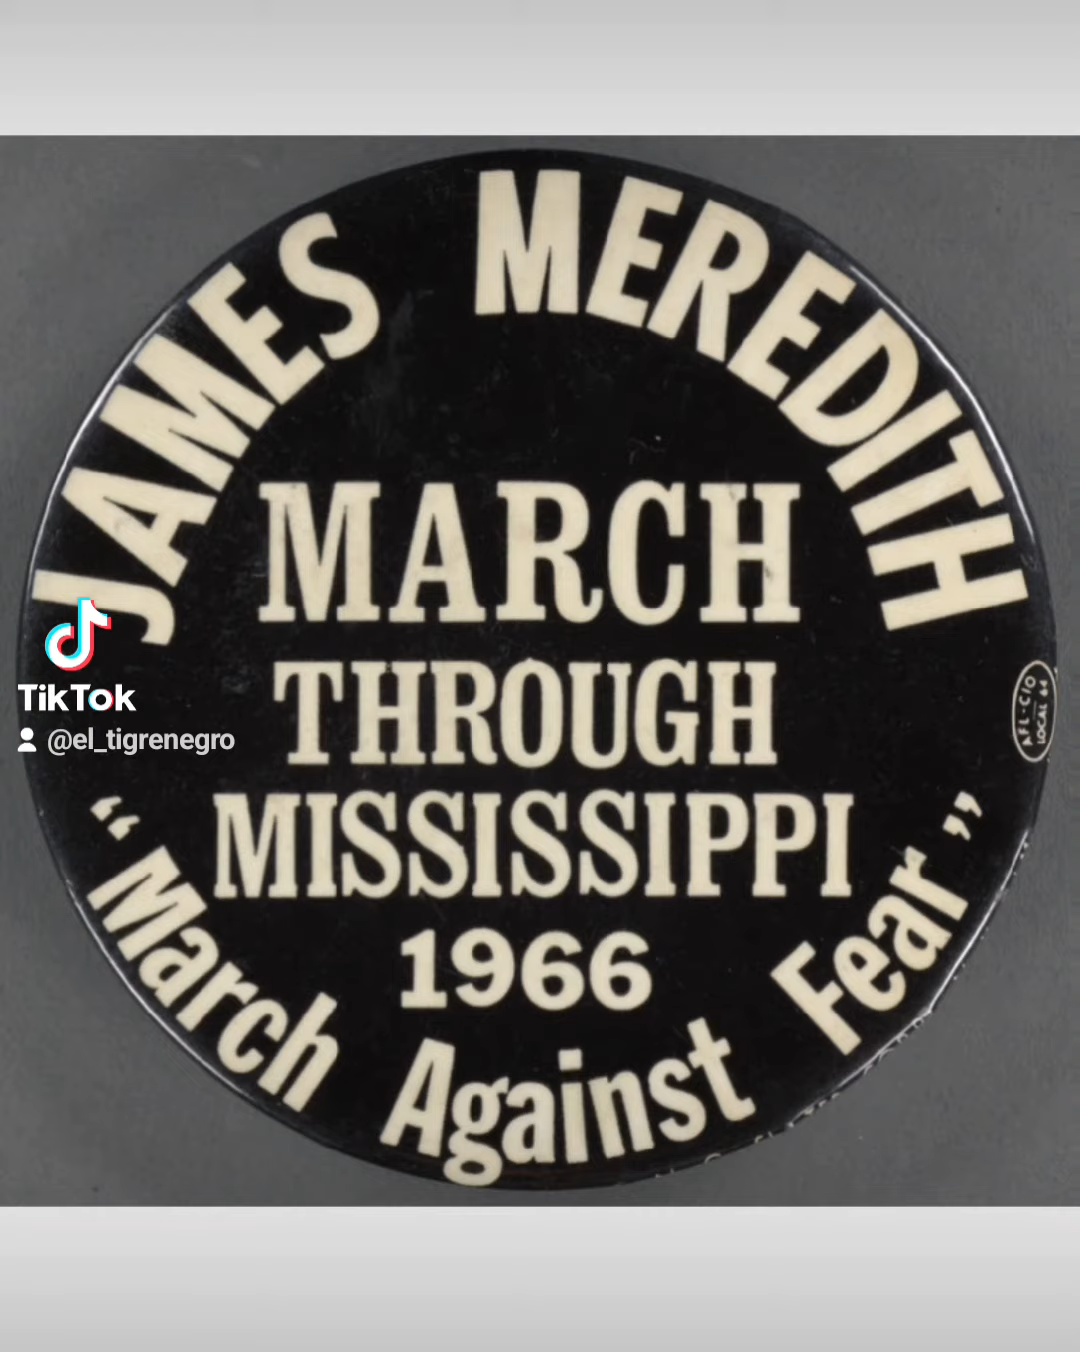 JAMES MEREDITH
MARCH
THROUGH
MISSISSIPPI
1966
“March Against Fear”
AFL-CIO
LOCAL 64
TikTok
@el_tigrenegro